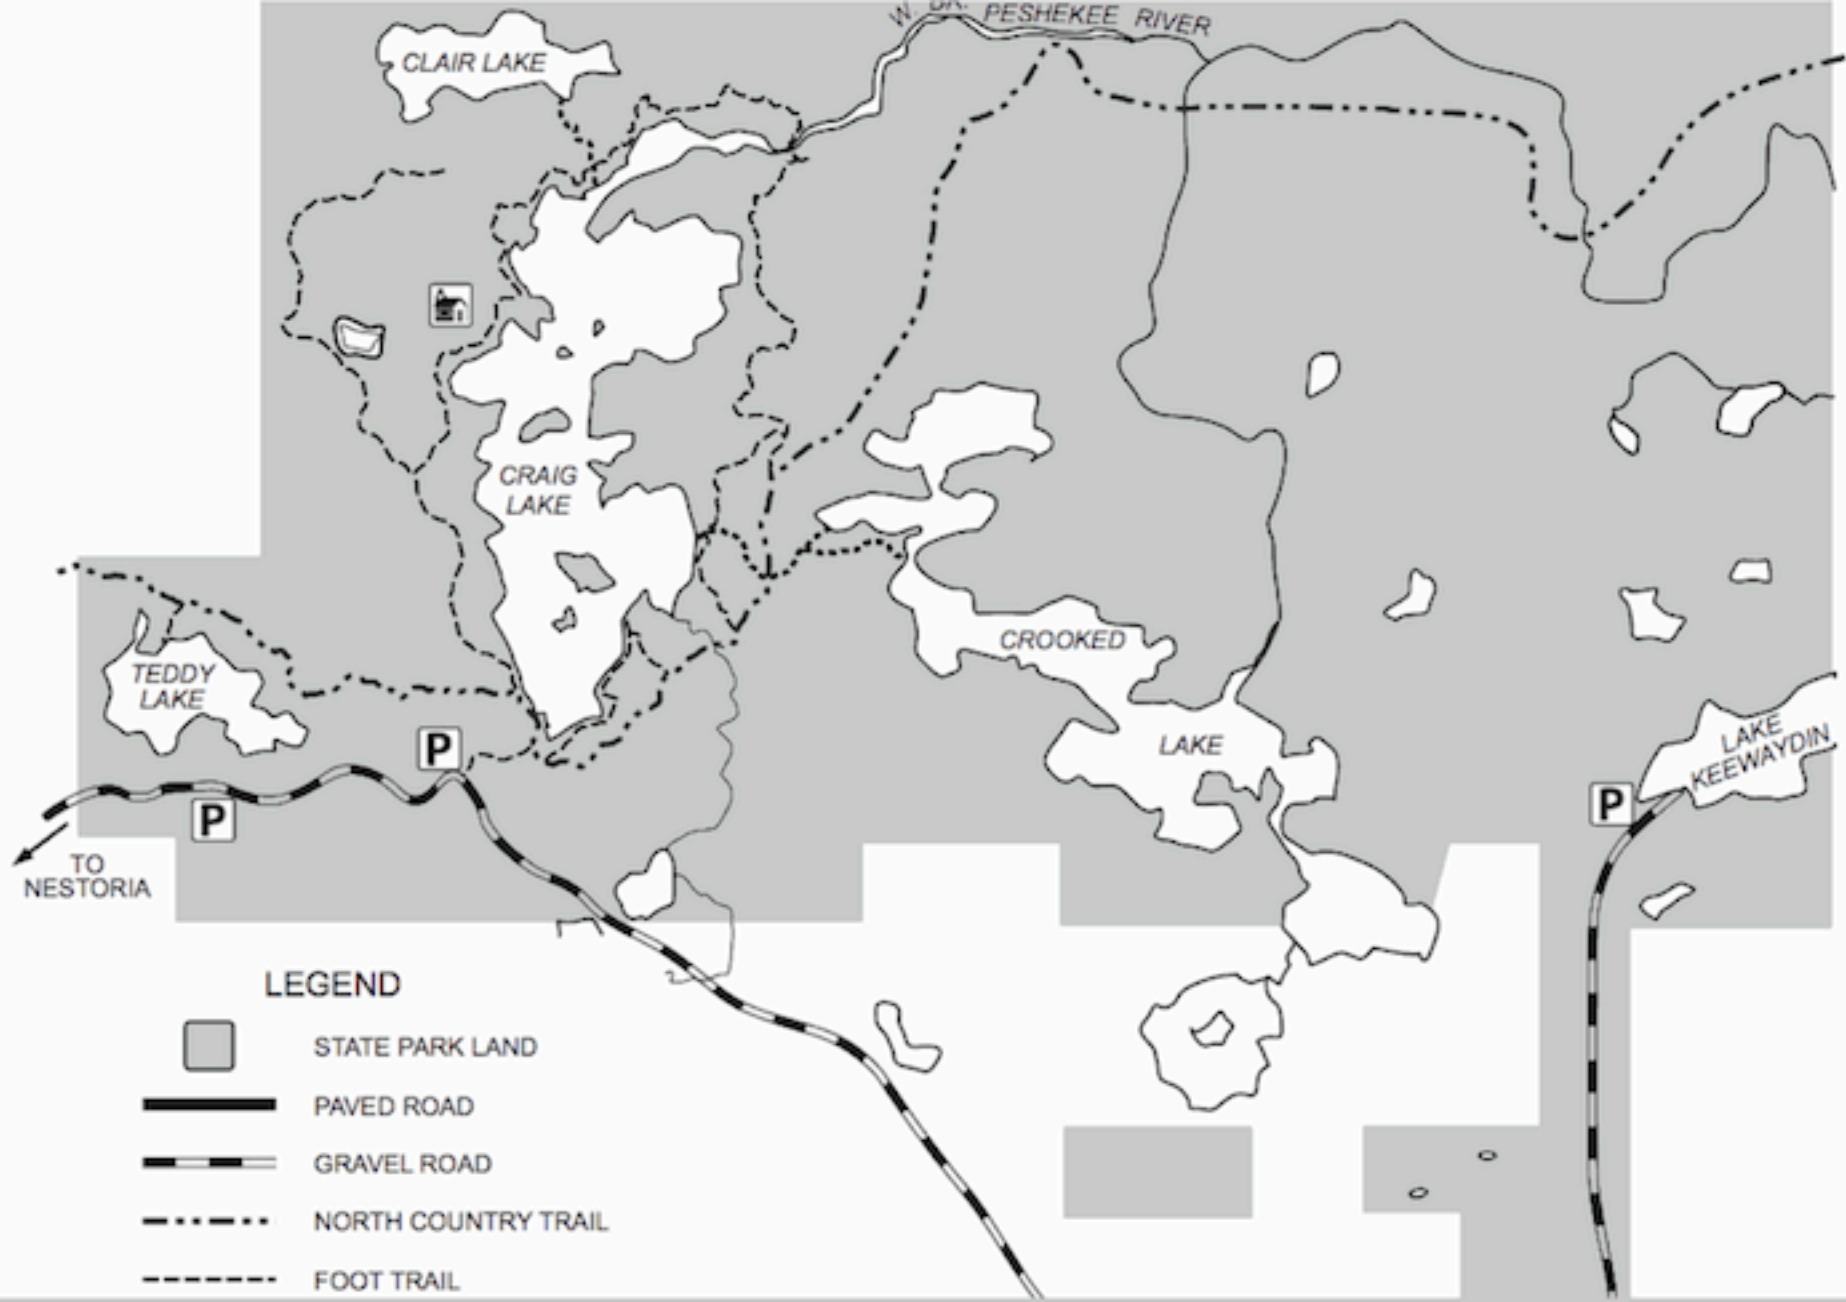 W. BR. PESHEKEE RIVER
CLAIR LAKE
CRAIG
LAKE
TEDDY
LAKE
CROOKED
LAKE
LAKE
KEEWAYDIN
P
P
P
TO
NESTORIA
LEGEND
STATE PARK LAND
PAVED ROAD
GRAVEL ROAD
NORTH COUNTRY TRAIL
FOOT TRAIL